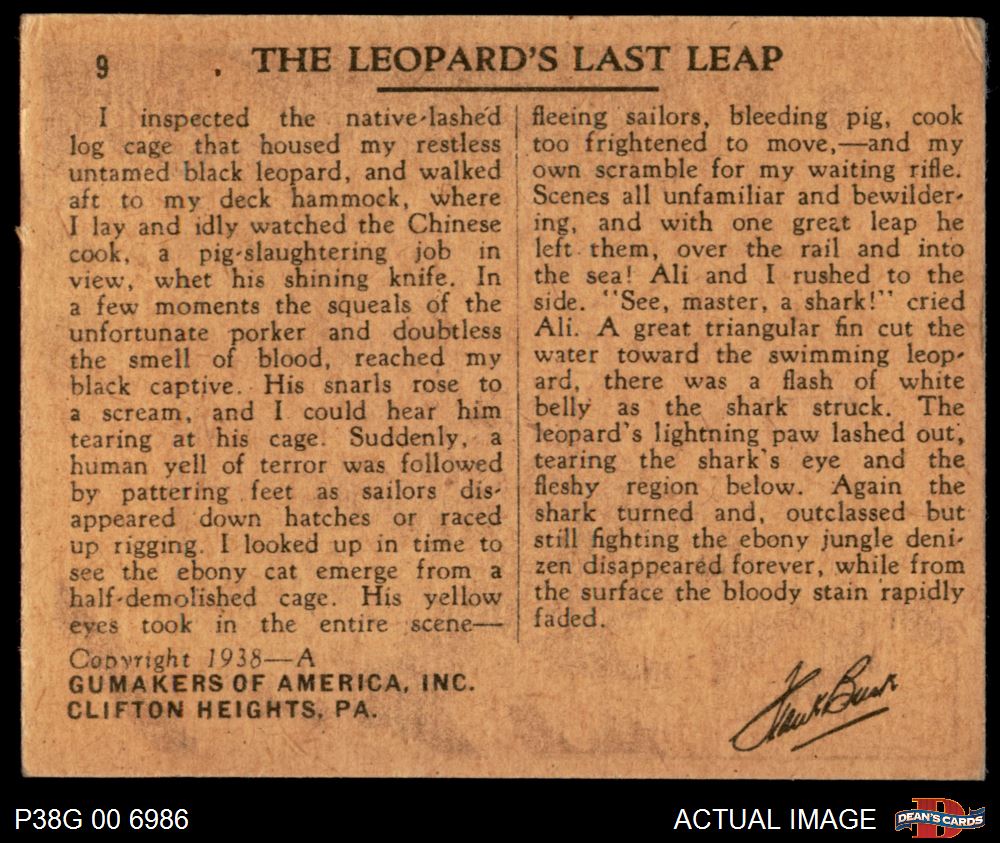 9
THE LEOPARD'S LAST LEAP
I inspected the native-lashed
log cage that housed my restless
untamed black leopard, and walked
aft to my deck hammock, where
I lay and idly watched the Chinese
cook, a pig-slaughtering job in
view, whet his shining knife. In
a few moments the squeals of the
unfortunate porker and doubtless
the smell of blood, reached my
black captive. His snarls rose to
a scream, and I could hear him
tearing at his cage. Suddenly, a
human yell of terror was followed
by pattering feet as sailors dis-
appeared down hatches or raced
up rigging. I looked up in time to
see the ebony cat emerge from a
half-demolished cage. His yellow
eyes took in the entire scene—
fleeing sailors, bleeding pig, cook
too frightened to move,—and my
own scramble for my waiting rifle.
Scenes all unfamiliar and bewilder-
ing, and with one great leap he
left them, over the rail and into
the sea! Ali and I rushed to the
side. "See, master, a shark!" cried
Ali. A great triangular fin cut the
water toward the swimming leop-
ard, there was a flash of white
belly as the shark struck. The
leopard's lightning paw lashed out,
tearing the shark's eye and the
fleshy region below. Again the
shark turned and, outclassed but
still fighting the ebony jungle deni-
zen disappeared forever, while from
the surface the bloody stain rapidly
faded.
Copyright 1938—A
GUMAKERS OF AMERICA, INC.
CLIFTON HEIGHTS, PA.
Frank Buck
P38G 00 6986
ACTUAL IMAGE
D
DEAN'S CARDS